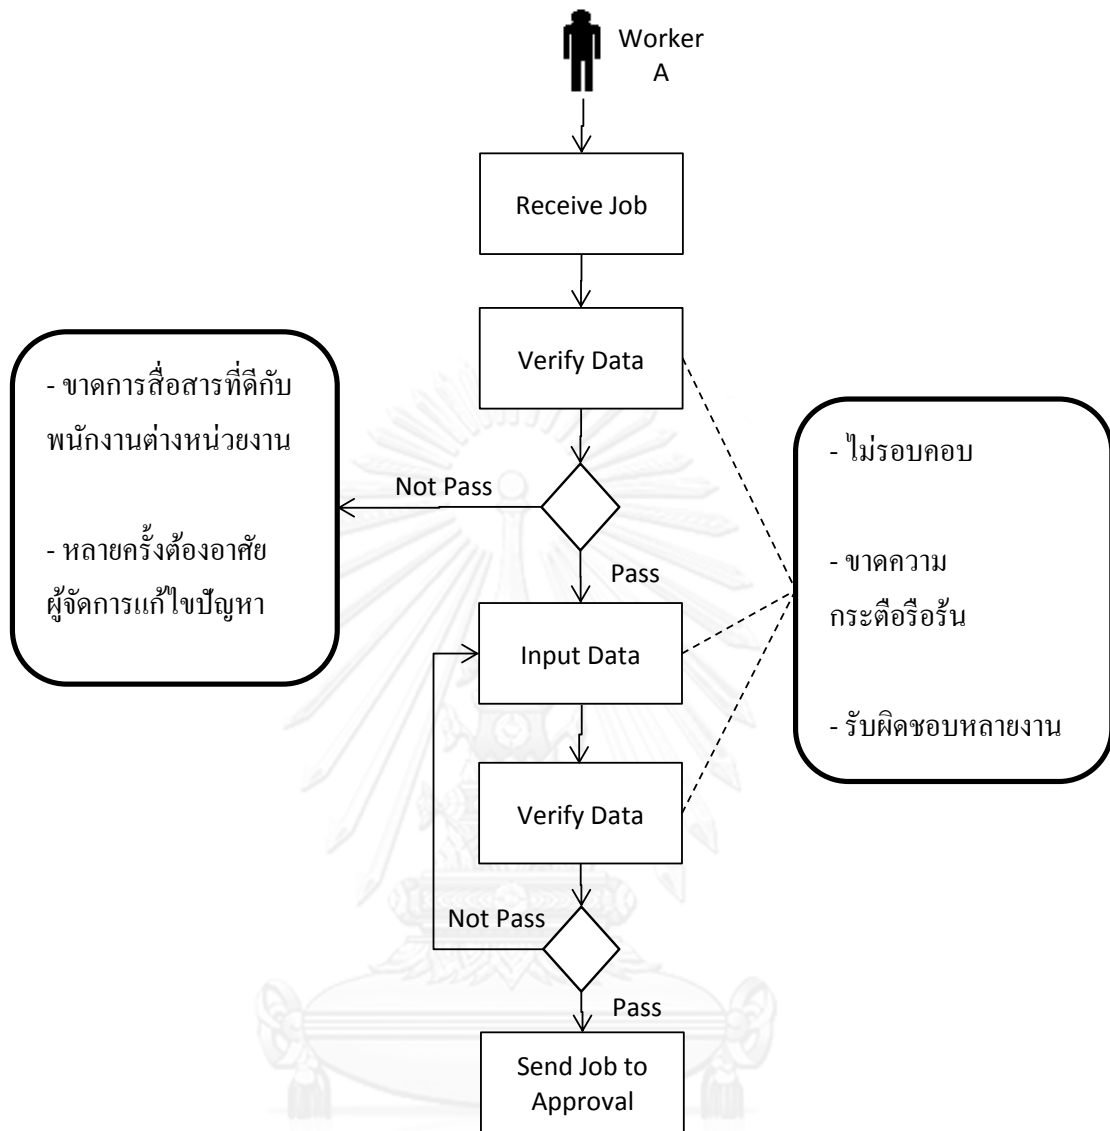 Worker
A
Receive Job
Verify Data
- ขาดการสื่อสารที่ดีกับ
พนักงานต่างหน่วยงาน
- หลายครั้งต้องอาศัย
ผู้จัดการแก้ไขปัญหา
Not Pass
Pass
- ไม่รอบคอบ
- ขาดความ
กระตือรือร้น
- รับผิดชอบหลายงาน
Input Data
Verify Data
Not Pass
Pass
Send Job to
Approval